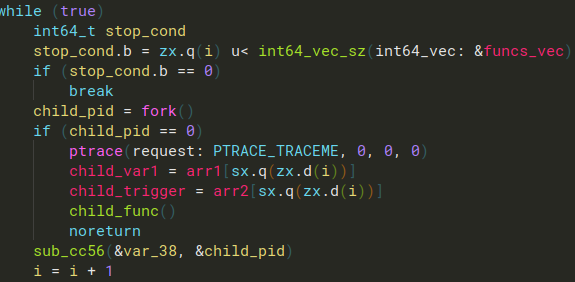 while (true)
int64_t stop_cond
stop_cond.b = zx.q(i) u< int64_vec_sz(int64_vec: &funcs_vec)
if (stop_cond.b == 0)
break
child_pid = fork()
if (child_pid == 0)
ptrace(request: PTRACE_TRACEME, 0, 0, 0)
child_var1 = arr1[sx.q(zx.d(i))]
child_trigger = arr2[sx.q(zx.d(i))]
child_func()
noreturn
sub_cc56(&var_38, &child_pid)
i = i + 1